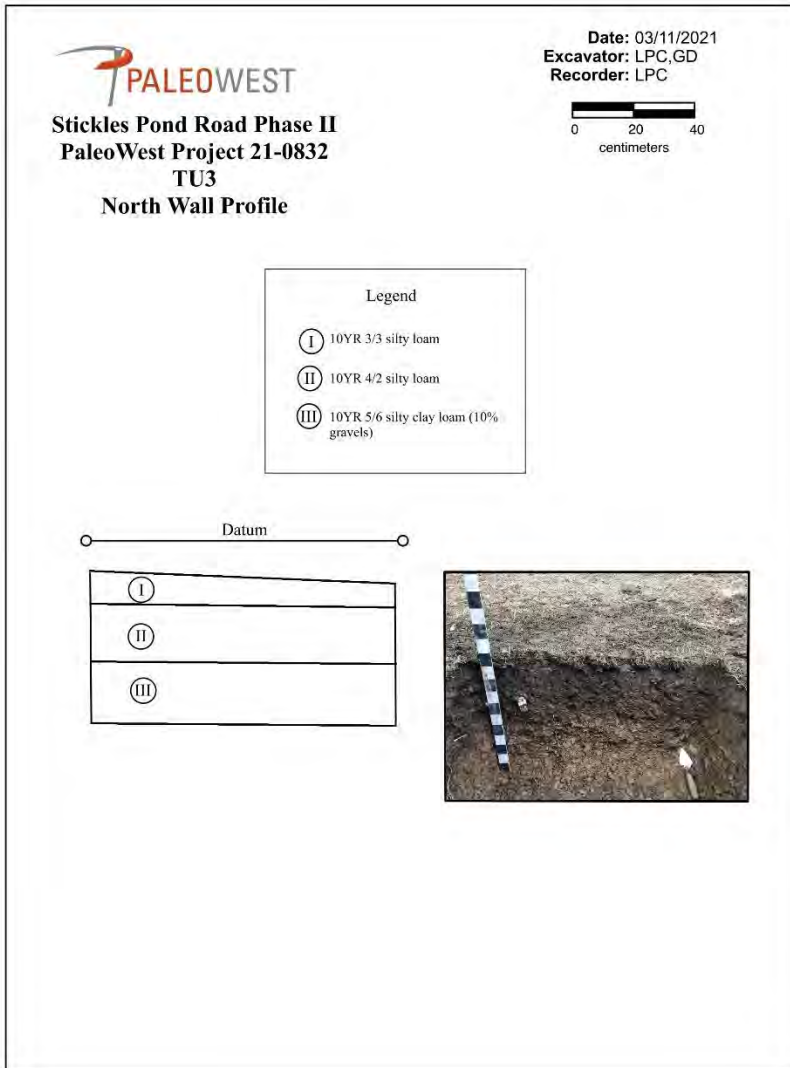 PALEOWEST
Stickles Pond Road Phase II
PaleoWest Project 21-0832
TU3
North Wall Profile
Date: 03/11/2021
Excavator: LPC,GD
Recorder: LPC
0 20 40
centimeters
Legend
I 10YR 3/3 silty loam
II 10YR 4/2 silty loam
III 10YR 5/6 silty clay loam (10%
gravels)
Datum
I
II
III